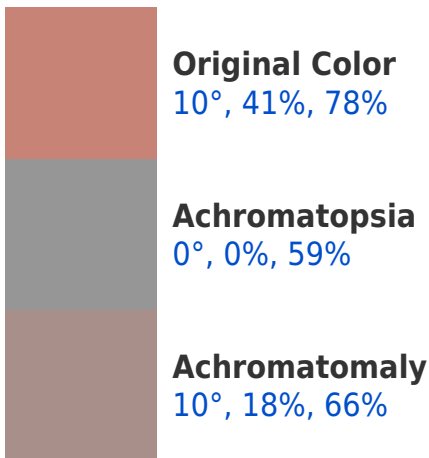 Original Color
10°, 41%, 78%
Achromatopsia
0°, 0%, 59%
Achromatomaly
10°, 18%, 66%